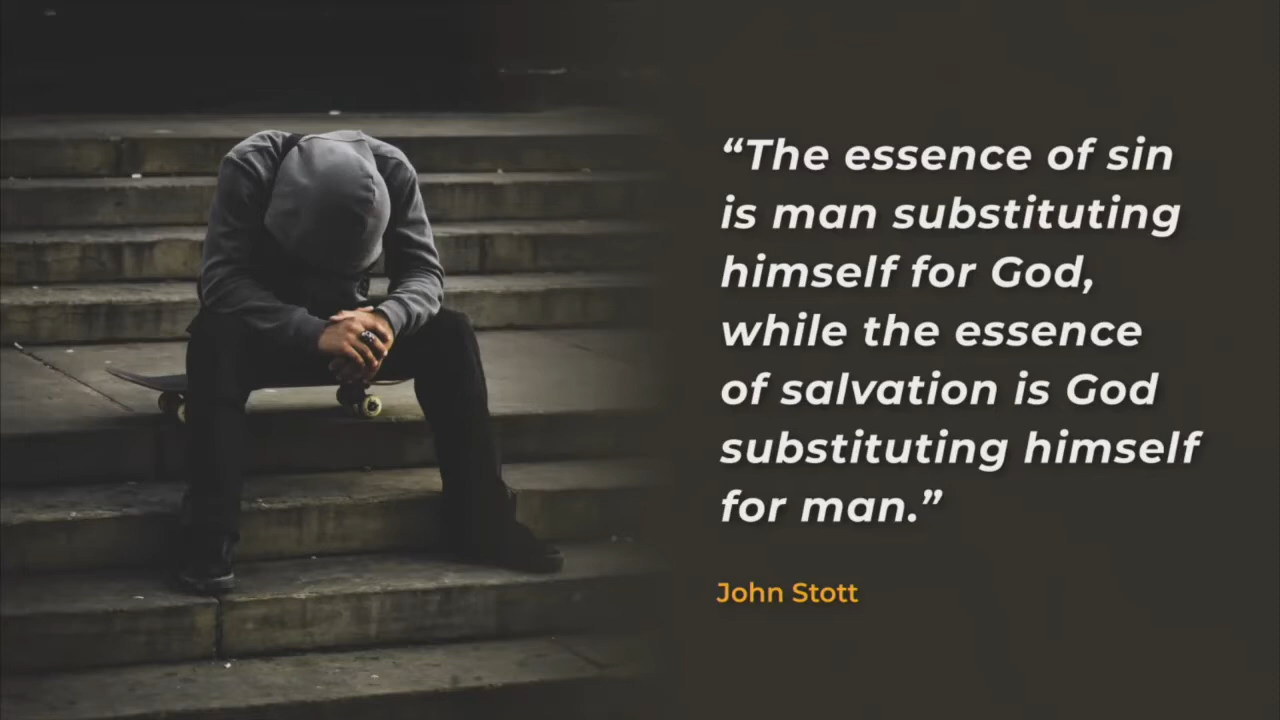 “The essence of sin
is man substituting
himself for God,
while the essence
of salvation is God
substituting himself
for man.”
John Stott